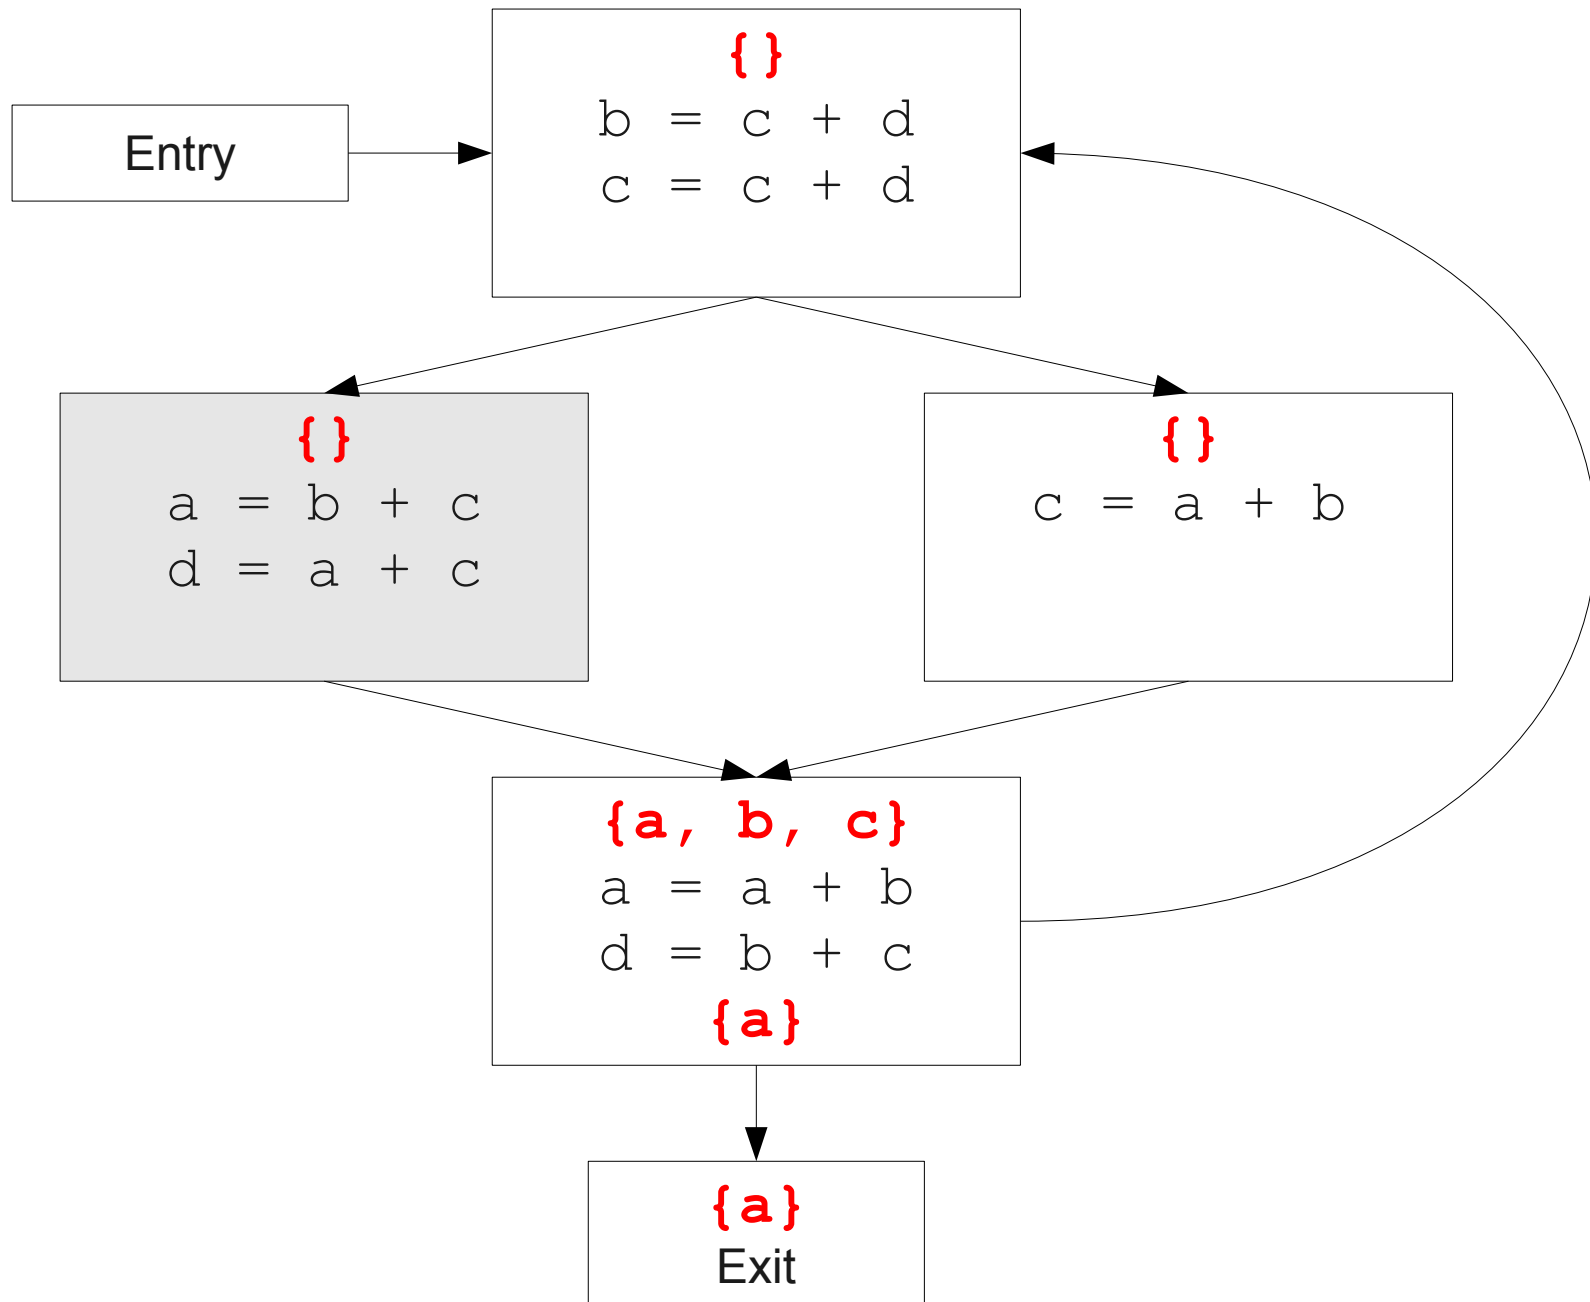 {}
b = c + d
c = c + d
Entry
{}
a = b + c
d = a + c
{}
c = a + b
{a, b, c}
a = a + b
d = b + c
{a}
{a}
Exit